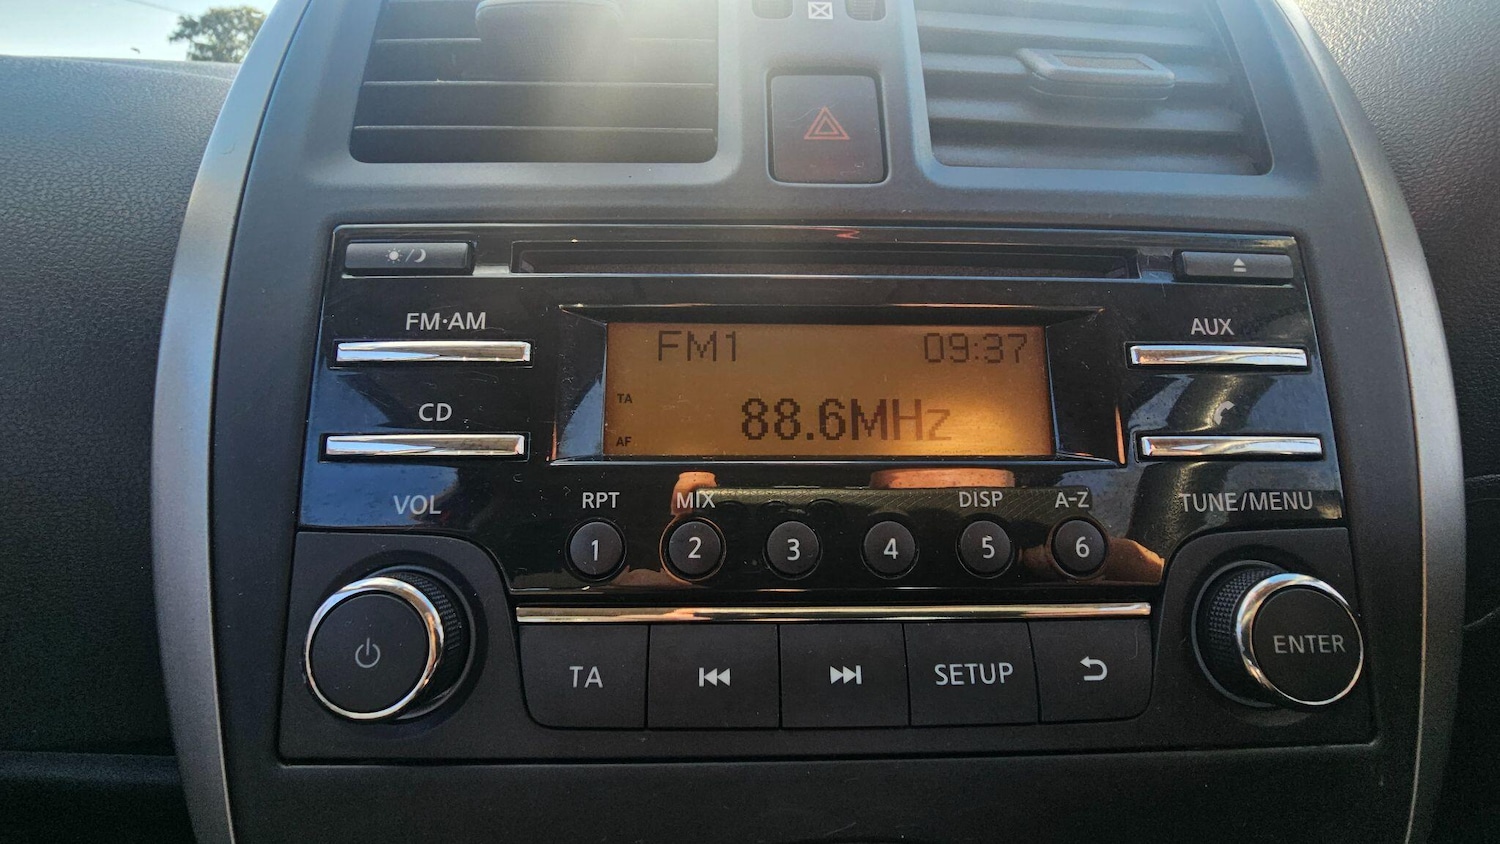 FM·AM
AUX
FM1 09:37
TA
88.6MHz
AF
CD
VOL
RPT MIX DISP A-Z
TUNE/MENU
1 2 3 4 5 6
ENTER
TA SETUP